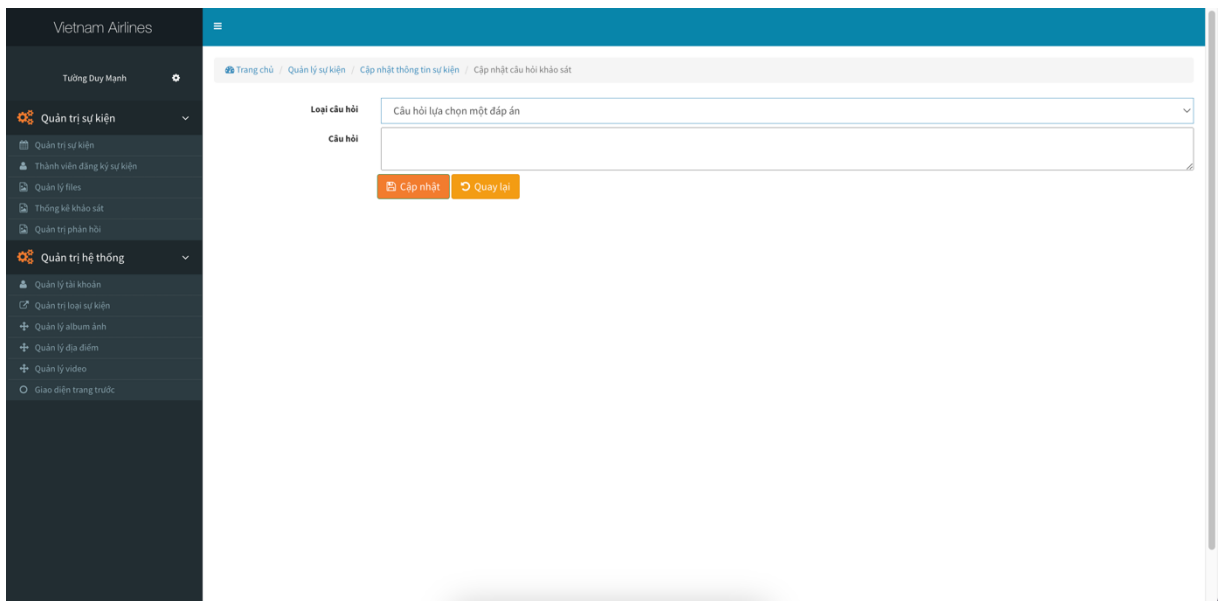 Vietnam Airlines
Tường Duy Mạnh
Quản trị sự kiện
Quản trị sự kiện
Thành viên đăng ký sự kiện
Quản lý files
Thống kê khảo sát
Quản trị phản hồi
Quản trị hệ thống
Quản lý tài khoản
Quản trị loại sự kiện
Quản lý album ảnh
Quản lý địa điểm
Quản lý video
Giao diện trang trước
Trang chủ / Quản lý sự kiện / Cập nhật thông tin sự kiện / Cập nhật câu hỏi khảo sát
Loại câu hỏi Câu hỏi lựa chọn một đáp án
Câu hỏi
Cập nhật Quay lại